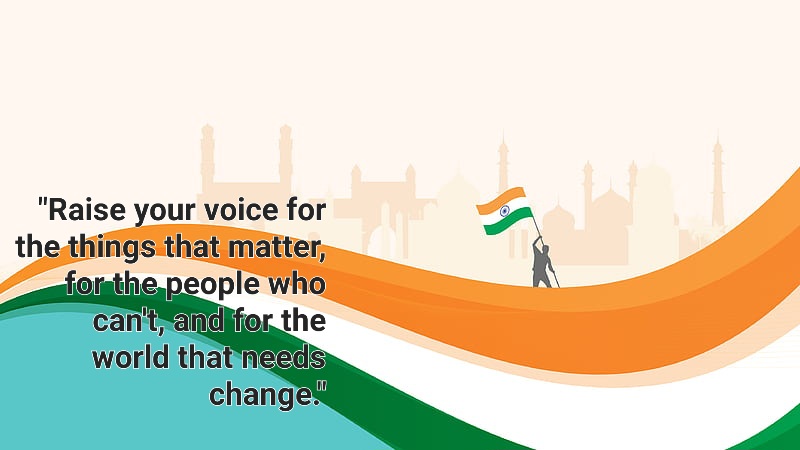 "Raise your voice for
the things that matter,
for the people who
can't, and for the
world that needs
change."